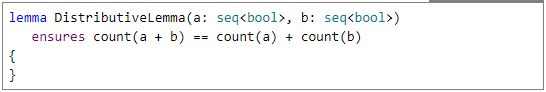 lemma DistributiveLemma(a: seq<bool>, b: seq<bool>)
   ensures count(a + b) == count(a) + count(b)
{
}